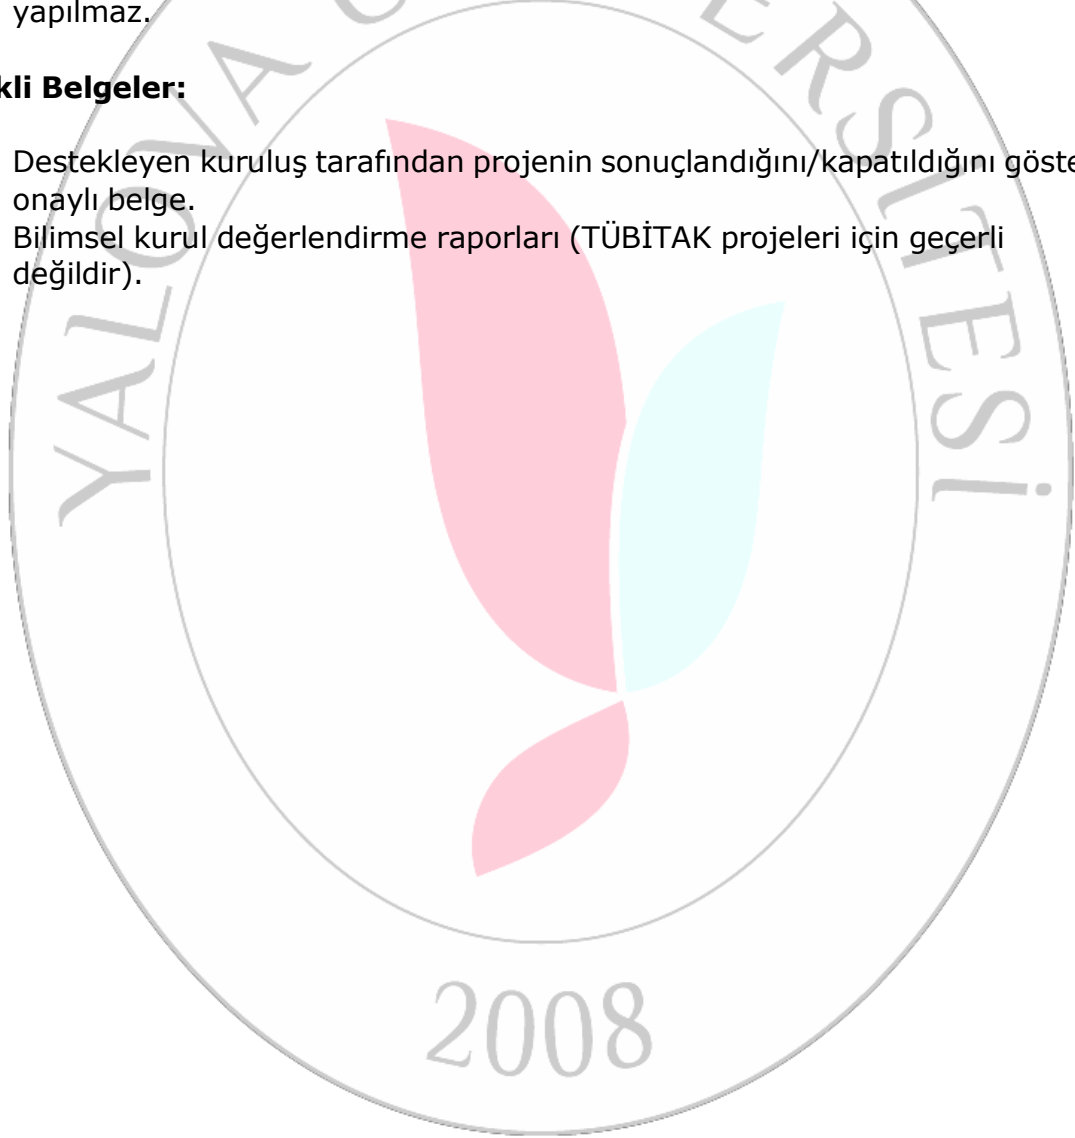 yapılmaz.
kli Belgeler:
Destekleyen kuruluş tarafından projenin sonuçlandığını/kapatıldığını göste
onaylı belge.
Bilimsel kurul değerlendirme raporları (TÜBİTAK projeleri için geçerli
değildir).
YALOVA Ü ERSİTESİ
2008